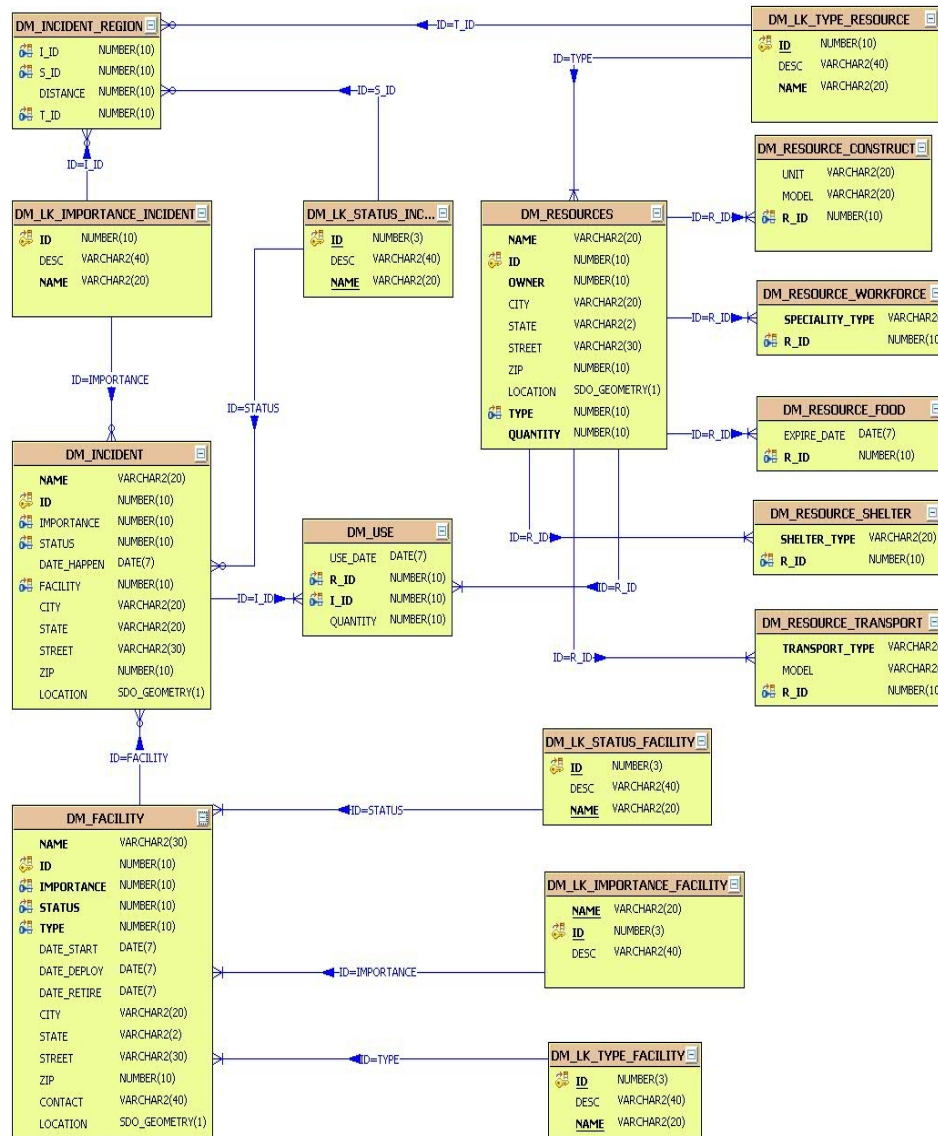 DM_INCIDENT_REGION
I_ID NUMBER(10)
S_ID NUMBER(10)
DISTANCE NUMBER(10)
T_ID NUMBER(10)
ID=T_ID
DM_LK_TYPE_RESOURCE
ID NUMBER(10)
DESC VARCHAR2(40)
NAME VARCHAR2(20)
ID=TYPE
ID=S_ID
ID=I_ID
DM_RESOURCE_CONSTRUCT
UNIT VARCHAR2(20)
MODEL VARCHAR2(20)
R_ID NUMBER(10)
DM_LK_IMPORTANCE_INCIDENT
ID NUMBER(10)
DESC VARCHAR2(40)
NAME VARCHAR2(20)
DM_LK_STATUS_INC...
ID NUMBER(3)
DESC VARCHAR2(40)
NAME VARCHAR2(20)
DM_RESOURCES
NAME VARCHAR2(20)
ID NUMBER(10)
OWNER NUMBER(10)
CITY VARCHAR2(20)
STATE VARCHAR2(2)
STREET VARCHAR2(30)
ZIP NUMBER(10)
LOCATION SDO_GEOMETRY(1)
TYPE NUMBER(10)
QUANTITY NUMBER(10)
ID=R_ID
ID=R_ID
ID=R_ID
DM_RESOURCE_WORKFORCE
SPECIALITY_TYPE VARCHAR2(
R_ID NUMBER(10
ID=IMPORTANCE
ID=STATUS
DM_RESOURCE_FOOD
EXPIRE_DATE DATE(7)
R_ID NUMBER(10)
DM_INCIDENT
NAME VARCHAR2(20)
ID NUMBER(10)
IMPORTANCE NUMBER(10)
STATUS NUMBER(10)
DATE_HAPPEN DATE(7)
FACILITY NUMBER(10)
CITY VARCHAR2(20)
STATE VARCHAR2(20)
STREET VARCHAR2(30)
ZIP NUMBER(10)
LOCATION SDO_GEOMETRY(1)
ID=I_ID
DM_USE
USE_DATE DATE(7)
R_ID NUMBER(10)
I_ID NUMBER(10)
QUANTITY NUMBER(10)
ID=R_ID
ID=R_ID
ID=R_ID
DM_RESOURCE_SHELTER
SHELTER_TYPE VARCHAR2(20)
R_ID NUMBER(10)
DM_RESOURCE_TRANSPORT
TRANSPORT_TYPE VARCHAR2(
MODEL VARCHAR2(
R_ID NUMBER(10
ID=FACILITY
DM_LK_STATUS_FACILITY
ID NUMBER(3)
DESC VARCHAR2(40)
NAME VARCHAR2(20)
ID=STATUS
DM_FACILITY
NAME VARCHAR2(30)
ID NUMBER(10)
IMPORTANCE NUMBER(10)
STATUS NUMBER(10)
TYPE NUMBER(10)
DATE_START DATE(7)
DATE_DEPLOY DATE(7)
DATE_RETIRE DATE(7)
CITY VARCHAR2(20)
STATE VARCHAR2(2)
STREET VARCHAR2(30)
ZIP NUMBER(10)
CONTACT VARCHAR2(40)
LOCATION SDO_GEOMETRY(1)
DM_LK_IMPORTANCE_FACILITY
NAME VARCHAR2(20)
ID NUMBER(3)
DESC VARCHAR2(40)
ID=IMPORTANCE
ID=TYPE
DM_LK_TYPE_FACILITY
ID NUMBER(3)
DESC VARCHAR2(40)
NAME VARCHAR2(20)